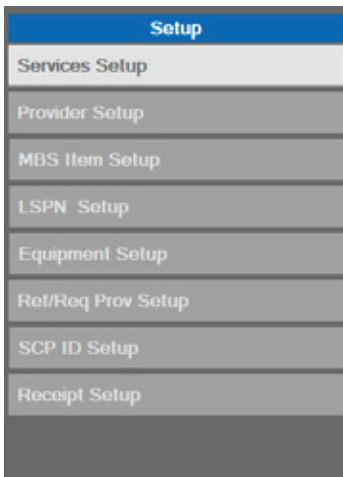 Setup
Services Setup
Provider Setup
MBS Item Setup
LSPN Setup
Equipment Setup
Ref/Req Prov Setup
SCP ID Setup
Receipt Setup